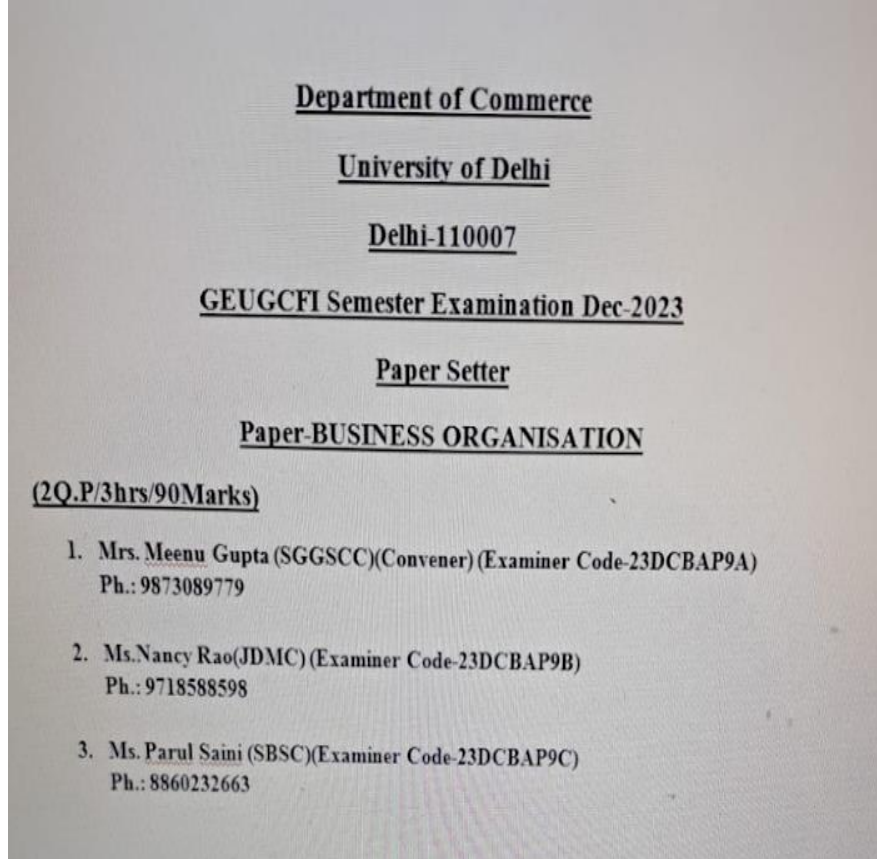 Department of Commerce
University of Delhi
Delhi-110007
GEUGCFI Semester Examination Dec-2023
Paper Setter
Paper-BUSINESS ORGANISATION
(2Q.P/3hrs/90Marks)
1. Mrs. Meenu Gupta (SGGSCC)(Convener) (Examiner Code-23DCBAP9A)
Ph.: 9873089779
2. Ms.Nancy Rao(JDMC) (Examiner Code-23DCBAP9B)
Ph.: 9718588598
3. Ms. Parul Saini (SBSC)(Examiner Code-23DCBAP9C)
Ph.: 8860232663